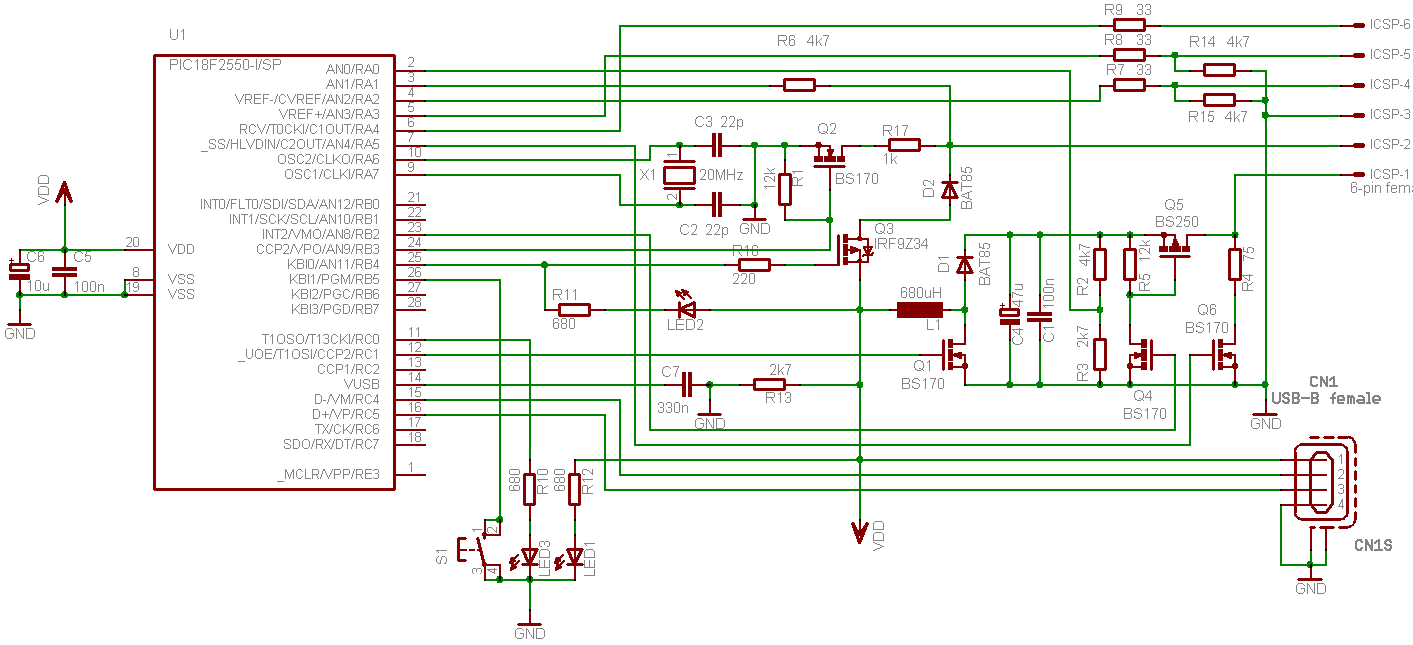 U1
PIC18F2550-I/SP
AN0/RA0 2
AN1/RA1 3
VREF-/CVREF/AN2/RA2 4
VREF+/AN3/RA3 5
RCV/T0CKI/C1OUT/RA4 6
_SS/HLVDIN/C2OUT/AN4/RA5 7
OSC2/CLKO/RA6 10
OSC1/CLKI/RA7 9
INT0/FLT0/SDI/SDA/AN12/RB0 21
INT1/SCK/SCL/AN10/RB1 22
INT2/VMO/AN8/RB2 23
CCP2/VPO/AN9/RB3 24
KBI0/AN11/RB4 25
KBI1/PGM/RB5 26
KBI2/PGC/RB6 27
KBI3/PGD/RB7 28
T1OSO/T13CKI/RC0 11
_UOE/T1OSI/CCP2/RC1 12
CCP1/RC2 13
VUSB 14
D-/VM/RC4 15
D+/VP/RC5 16
TX/CK/RC6 17
SDO/RX/DT/RC7 18
_MCLR/VPP/RE3 1
20 VDD
8 VSS
19 VSS
VDD
C6
10u
C5
100n
GND
R9 33
R8 33
R7 33
R6 4k7
R14 4k7
R15 4k7
ICSP-6
ICSP-5
ICSP-4
ICSP-3
ICSP-2
ICSP-1
6-pin fem
C3 22p
X1
1
2
20MHz
C2 22p
GND
12k
R1
Q2
BS170
R17
1k
D2
BAT85
Q3
IRF9Z34
R16
220
R11
680
LED2
D1
BAT85
680uH
L1
Q1
BS170
C4
47u
C1
100n
R2 4k7
R3 2k7
R5 12k
Q5
BS250
R4 75
Q6
BS170
Q4
BS170
GND
C7
330n
GND
2k7
R13
680
R10
680
R12
S1
1
2
3
4
LED3
LED1
GND
VDD
CN1
USB-B female
1
2
3
4
CN1S
GND